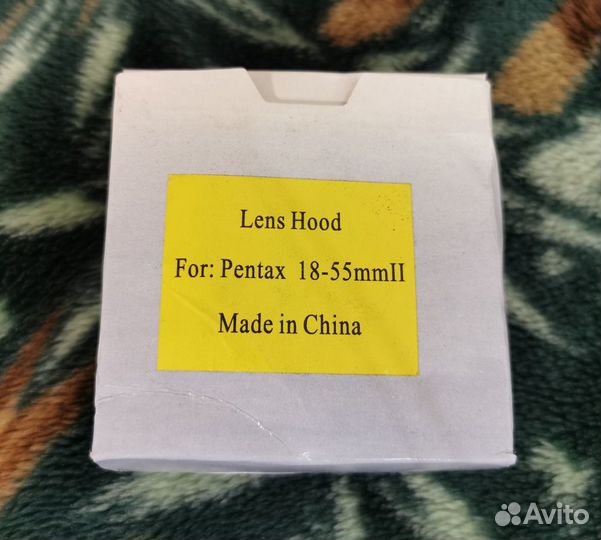 Lens Hood
For: Pentax 18-55mmII
Made in China
Avito